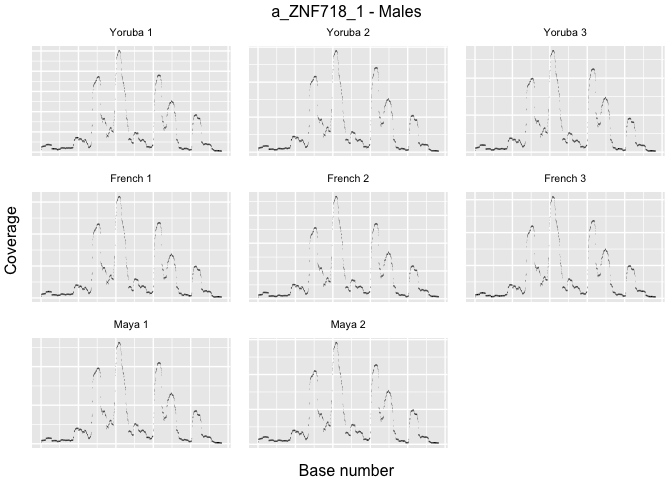 a_ZNF718_1 - Males
Yoruba 1
Yoruba 2
Yoruba 3
French 1
French 2
French 3
Coverage
Maya 1
Maya 2
Base number